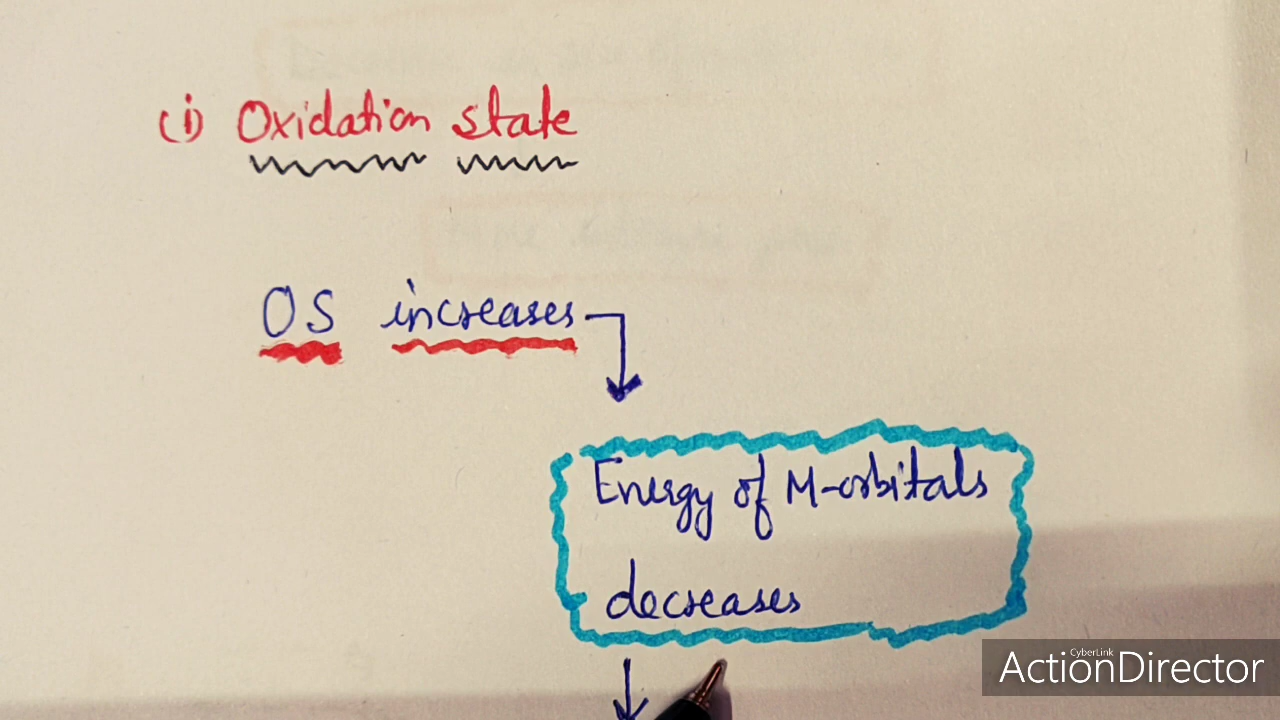 (i) Oxidation state
OS increases
Energy of M-orbitals
decreases
CyberLink
ActionDirector